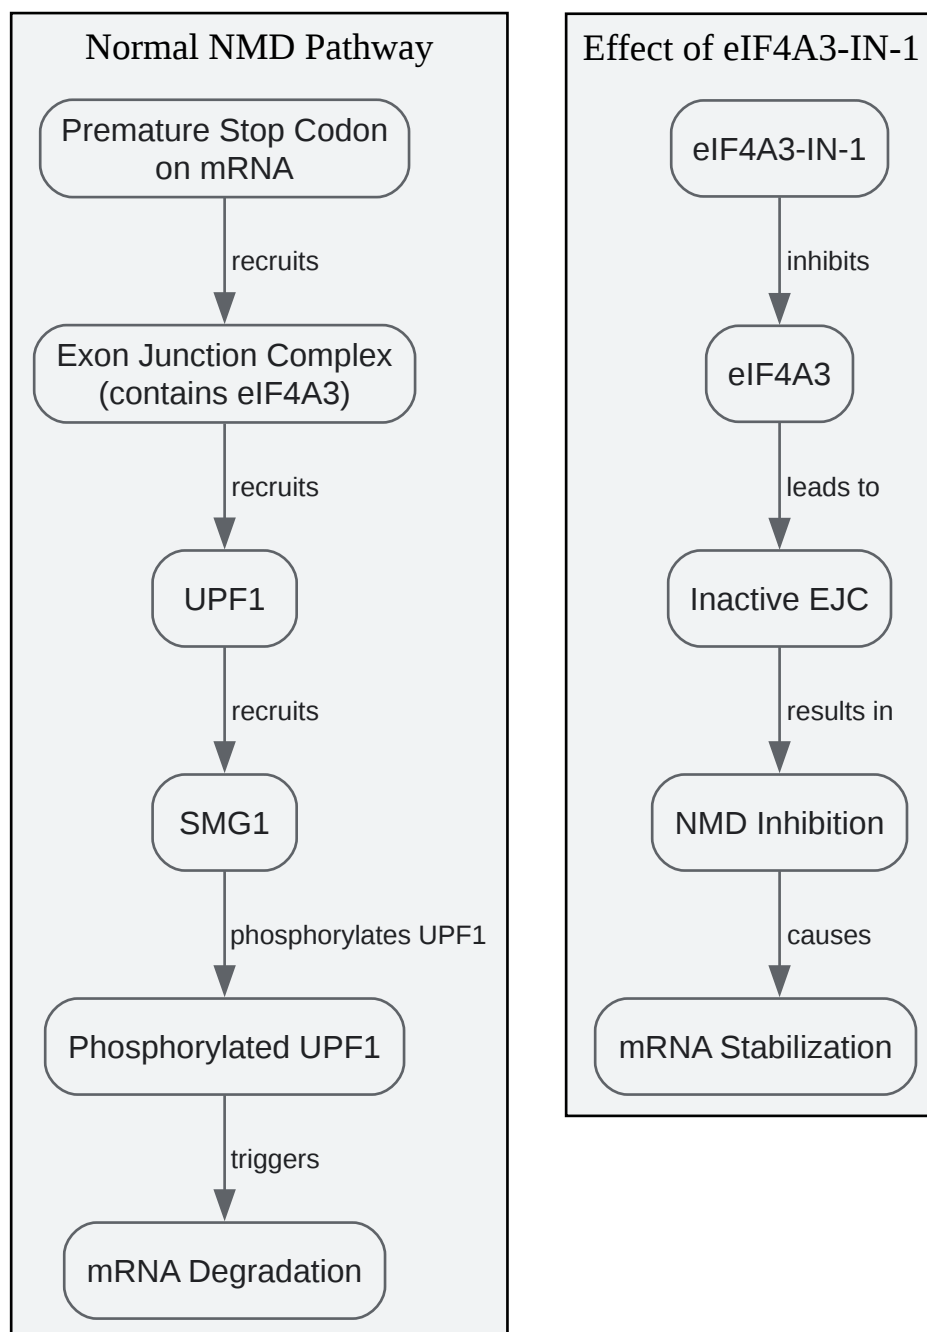 Normal NMD Pathway
Premature Stop Codon
on mRNA
recruits
Exon Junction Complex
(contains eIF4A3)
recruits
UPF1
recruits
SMG1
phosphorylates UPF1
Phosphorylated UPF1
triggers
mRNA Degradation
Effect of eIF4A3-IN-1
eIF4A3-IN-1
inhibits
eIF4A3
leads to
Inactive EJC
results in
NMD Inhibition
causes
mRNA Stabilization